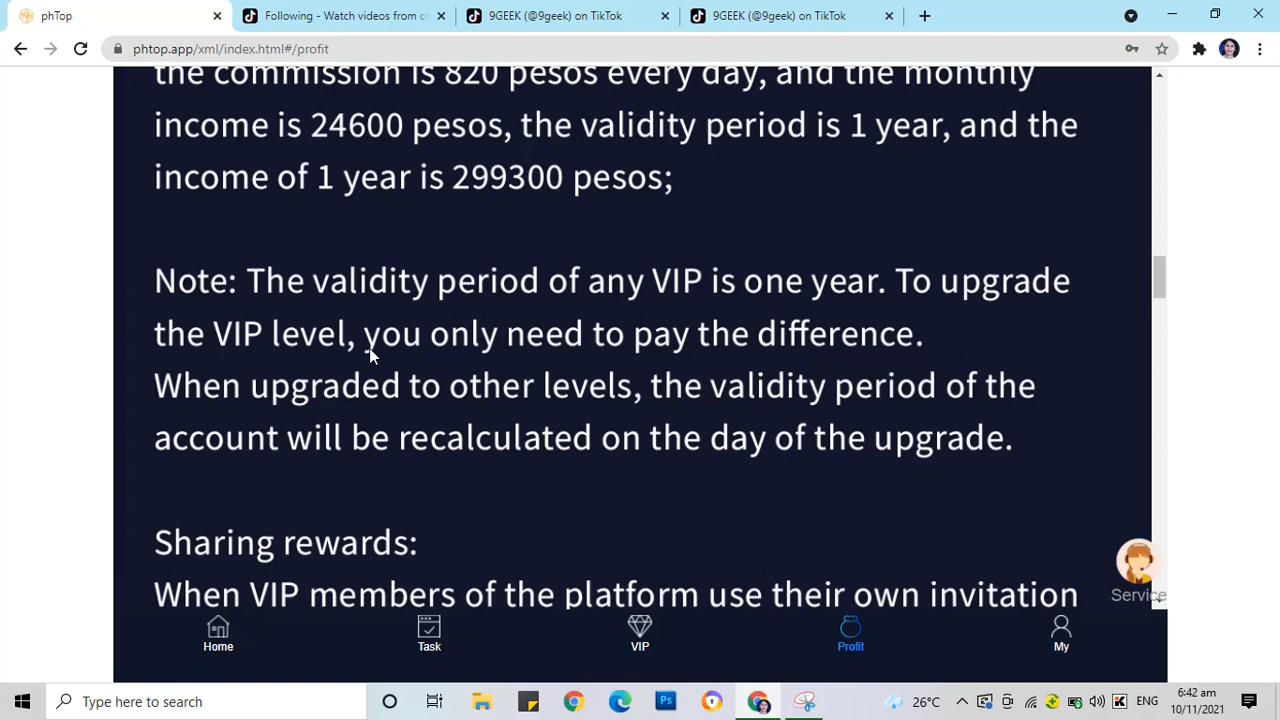 phTop
Following - Watch videos from cr
9GEEK (@9geek) on TikTok
9GEEK (@9geek) on TikTok
phtop.app/xml/index.html#/profit
the commission is 820 pesos every day, and the monthly
income is 24600 pesos, the validity period is 1 year, and the
income of 1 year is 299300 pesos;
Note: The validity period of any VIP is one year. To upgrade
the VIP level, you only need to pay the difference.
When upgraded to other levels, the validity period of the
account will be recalculated on the day of the upgrade.
Sharing rewards:
When VIP members of the platform use their own invitation
Service
Home
Task
VIP
Profit
My
Type here to search
Ps
26°C
ENG
6:42 am
10/11/2021